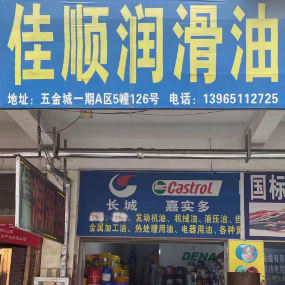 佳顺润滑油
地址：五金城一期A区5幢126号 电话：13965112725
Castrol
长城 嘉实多
发动机油、机械油、液压油、齿
金属加工油、热处理用油、电器用油、各种
国标
DENA